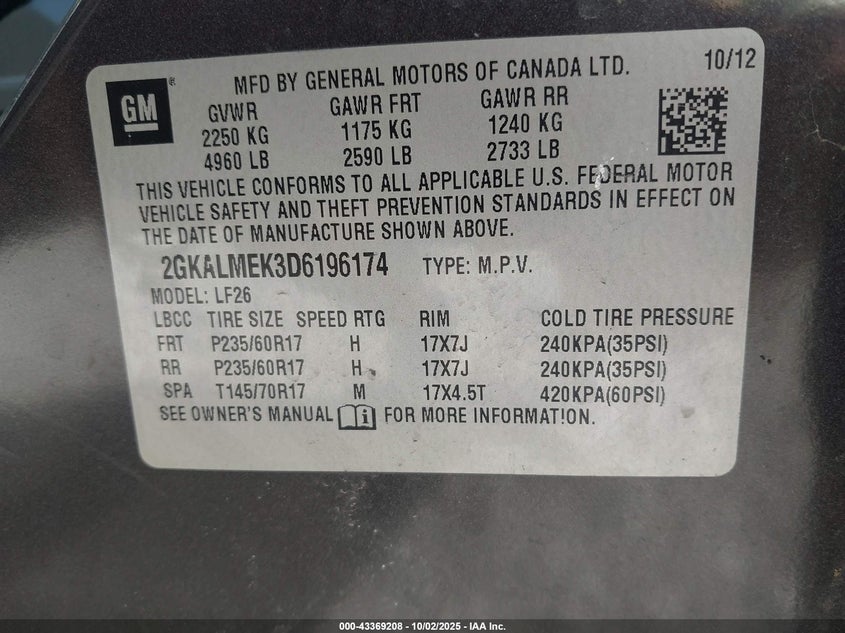 GM
MFD BY GENERAL MOTORS OF CANADA LTD.
10/12
GVWR GAWR FRT GAWR RR
2250 KG 1175 KG 1240 KG
4960 LB 2590 LB 2733 LB
THIS VEHICLE CONFORMS TO ALL APPLICABLE U.S. FEDERAL MOTOR
VEHICLE SAFETY AND THEFT PREVENTION STANDARDS IN EFFECT ON
THE DATE OF MANUFACTURE SHOWN ABOVE.
2GKALMEK3D6196174 TYPE: M.P.V.
MODEL: LF26
LBCC TIRE SIZE SPEED RTG RIM COLD TIRE PRESSURE
FRT P235/60R17 H 17X7J 240KPA(35PSI)
RR P235/60R17 H 17X7J 240KPA(35PSI)
SPA T145/70R17 M 17X4.5T 420KPA(60PSI)
SEE OWNER'S MANUAL i FOR MORE INFORMATION.
000-43369208 - 10/02/2025 - IAA Inc.